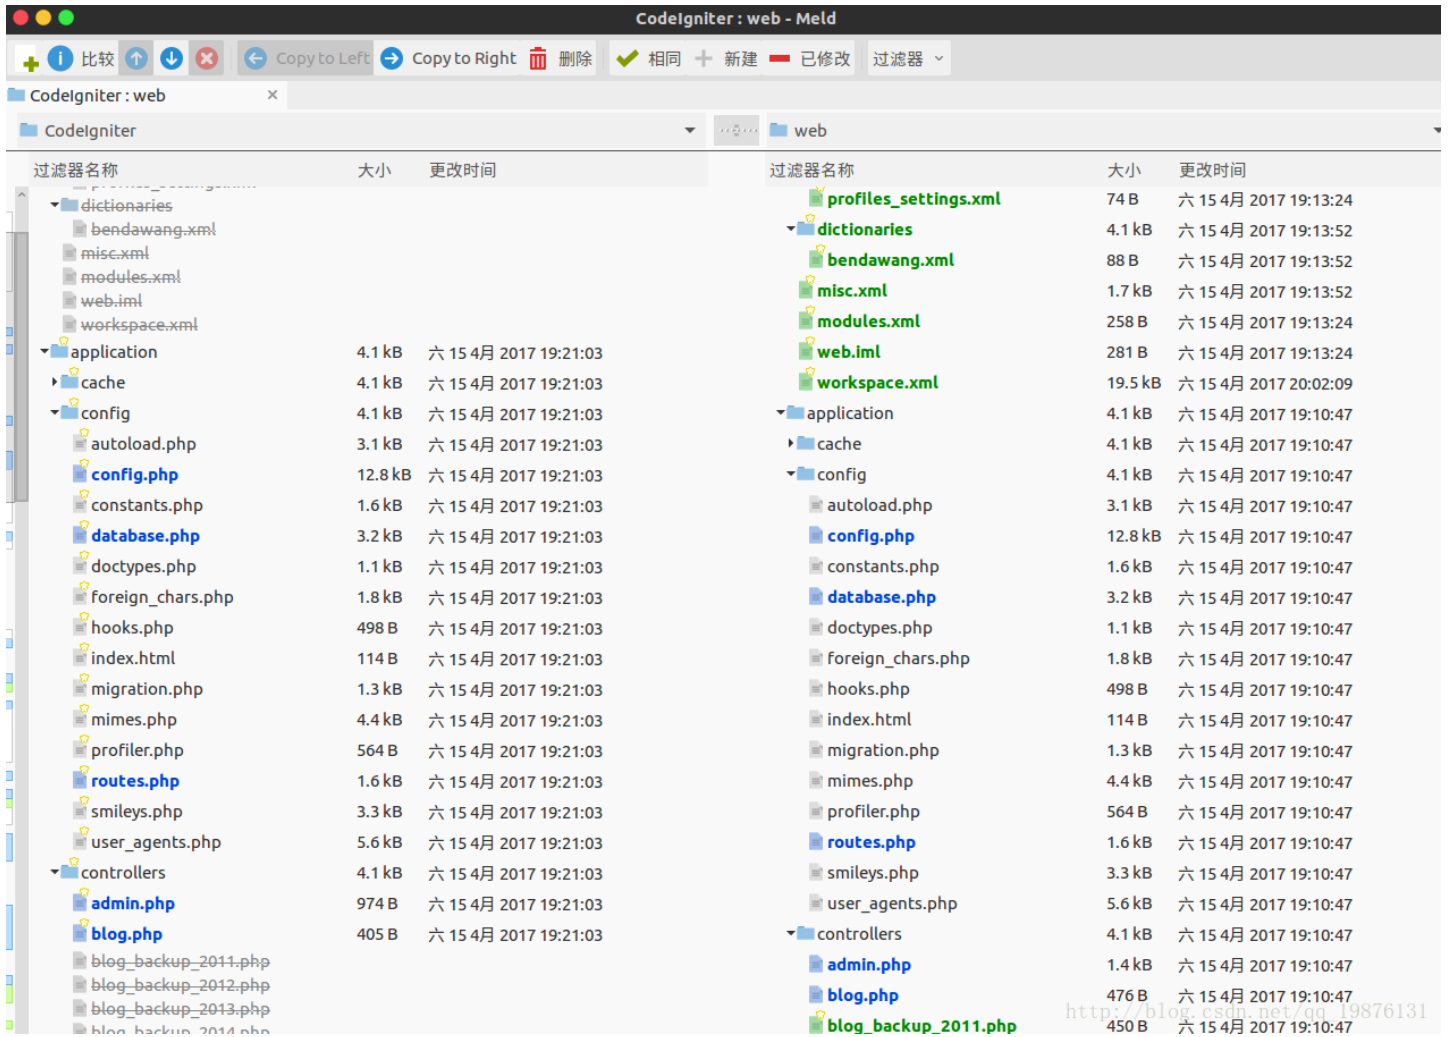 CodeIgniter : web - Meld
比较 Copy to Left Copy to Right 删除 相同 新建 已修改 过滤器
CodeIgniter : web ×
CodeIgniter web
过滤器名称 大小 更改时间 过滤器名称 大小 更改时间
profiles_settings.xml
dictionaries
bendawang.xml
misc.xml
modules.xml
web.iml
workspace.xml
application 4.1 kB 六 15 4月 2017 19:21:03
cache 4.1 kB 六 15 4月 2017 19:21:03
config 4.1 kB 六 15 4月 2017 19:21:03
autoload.php 3.1 kB 六 15 4月 2017 19:21:03
config.php 12.8 kB 六 15 4月 2017 19:21:03
constants.php 1.6 kB 六 15 4月 2017 19:21:03
database.php 3.2 kB 六 15 4月 2017 19:21:03
doctypes.php 1.1 kB 六 15 4月 2017 19:21:03
foreign_chars.php 1.8 kB 六 15 4月 2017 19:21:03
hooks.php 498 B 六 15 4月 2017 19:21:03
index.html 114 B 六 15 4月 2017 19:21:03
migration.php 1.3 kB 六 15 4月 2017 19:21:03
mimes.php 4.4 kB 六 15 4月 2017 19:21:03
profiler.php 564 B 六 15 4月 2017 19:21:03
routes.php 1.6 kB 六 15 4月 2017 19:21:03
smileys.php 3.3 kB 六 15 4月 2017 19:21:03
user_agents.php 5.6 kB 六 15 4月 2017 19:21:03
controllers 4.1 kB 六 15 4月 2017 19:21:03
admin.php 974 B 六 15 4月 2017 19:21:03
blog.php 405 B 六 15 4月 2017 19:21:03
blog_backup_2011.php
blog_backup_2012.php
blog_backup_2013.php
blog_backup_2014.php
profiles_settings.xml 74 B 六 15 4月 2017 19:13:24
dictionaries 4.1 kB 六 15 4月 2017 19:13:52
bendawang.xml 88 B 六 15 4月 2017 19:13:52
misc.xml 1.7 kB 六 15 4月 2017 19:13:52
modules.xml 258 B 六 15 4月 2017 19:13:24
web.iml 281 B 六 15 4月 2017 19:13:24
workspace.xml 19.5 kB 六 15 4月 2017 20:02:09
application 4.1 kB 六 15 4月 2017 19:10:47
cache 4.1 kB 六 15 4月 2017 19:10:47
config 4.1 kB 六 15 4月 2017 19:10:47
autoload.php 3.1 kB 六 15 4月 2017 19:10:47
config.php 12.8 kB 六 15 4月 2017 19:10:47
constants.php 1.6 kB 六 15 4月 2017 19:10:47
database.php 3.2 kB 六 15 4月 2017 19:10:47
doctypes.php 1.1 kB 六 15 4月 2017 19:10:47
foreign_chars.php 1.8 kB 六 15 4月 2017 19:10:47
hooks.php 498 B 六 15 4月 2017 19:10:47
index.html 114 B 六 15 4月 2017 19:10:47
migration.php 1.3 kB 六 15 4月 2017 19:10:47
mimes.php 4.4 kB 六 15 4月 2017 19:10:47
profiler.php 564 B 六 15 4月 2017 19:10:47
routes.php 1.6 kB 六 15 4月 2017 19:10:47
smileys.php 3.3 kB 六 15 4月 2017 19:10:47
user_agents.php 5.6 kB 六 15 4月 2017 19:10:47
controllers 4.1 kB 六 15 4月 2017 19:10:47
admin.php 1.4 kB 六 15 4月 2017 19:10:47
blog.php 476 B 六 15 4月 2017 19:10:47
blog_backup_2011.php 450 B 六 15 4月 2017 19:10:47
http://blog.csdn.net/qq_19876131